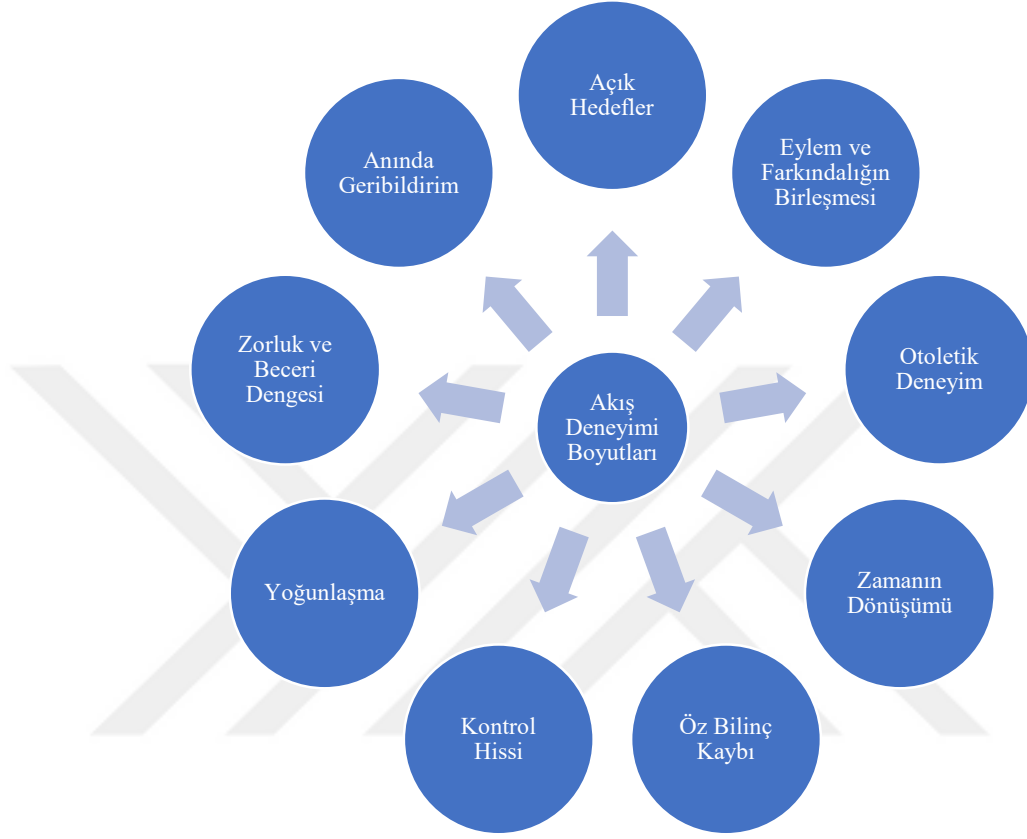 Açık
Hedefler
Eylem ve
Farkındalığın
Birleşmesi
Otoletik
Deneyim
Zamanın
Dönüşümü
Öz Bilinç
Kaybı
Kontrol
Hissi
Yoğunlaşma
Zorluk ve
Beceri
Dengesi
Anında
Geribildirim
Akış
Deneyimi
Boyutları